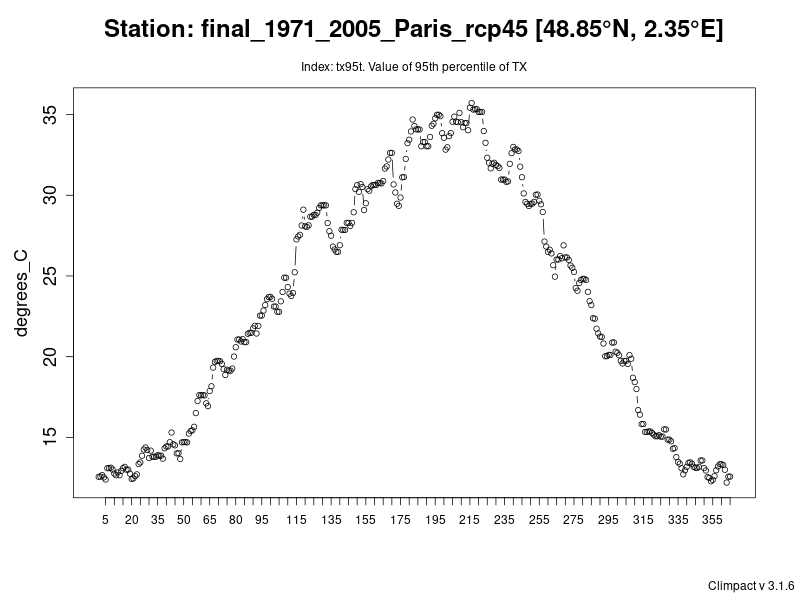 Station: final_1971_2005_Paris_rcp45 [48.85°N, 2.35°E]
Index: tx95t. Value of 95th percentile of TX
degrees_C
35
30
25
20
15
5 20 35 50 65 80 95 115 135 155 175 195 215 235 255 275 295 315 335 355
Climpact v 3.1.6